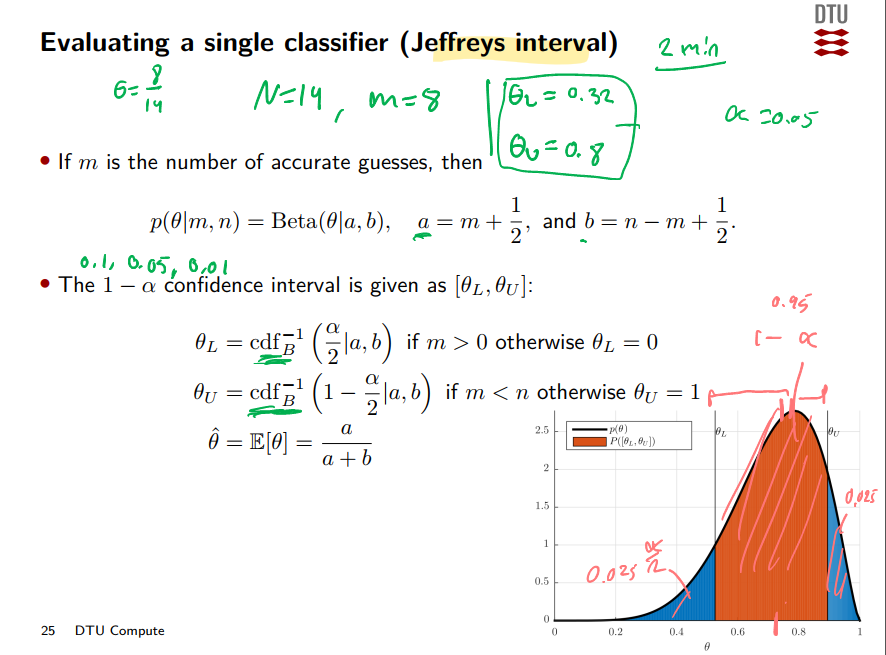 DTU
Evaluating a single classifier (Jeffreys interval)
2 min
θ = 8/14
N=14, m=8
θL = 0.32
θU = 0.8
α = 0.05
• If m is the number of accurate guesses, then
p(θ|m, n) = Beta(θ|a, b), a = m + 1/2, and b = n − m + 1/2.
0.1, 0.05, 0.01
• The 1 − α confidence interval is given as [θL, θU]:
θL = cdf_B^{-1} (α/2 |a, b) if m > 0 otherwise θL = 0
θU = cdf_B^{-1} (1 − α/2 |a, b) if m < n otherwise θU = 1
θ̂ = 𝔼[θ] = a/(a + b)
0.95
1 − α
p(θ)
P([θL, θU])
θL
θU
2.5
2
1.5
1
0.5
0
0.025 α/2
0.025
0 0.2 0.4 0.6 0.8 1
θ
25 DTU Compute